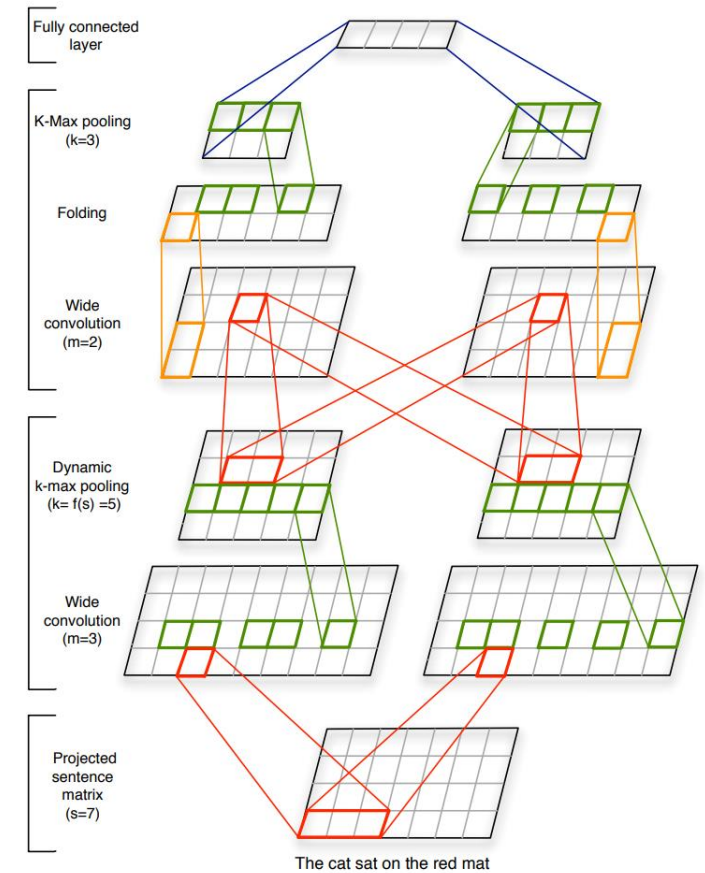 Fully connected
layer
K-Max pooling
(k=3)
Folding
Wide
convolution
(m=2)
Dynamic
k-max pooling
(k= f(s) =5)
Wide
convolution
(m=3)
Projected
sentence
matrix
(s=7)
The cat sat on the red mat